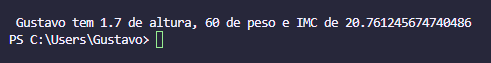 Gustavo tem 1.7 de altura, 60 de peso e IMC de 20.761245674740486
PS C:\Users\Gustavo>